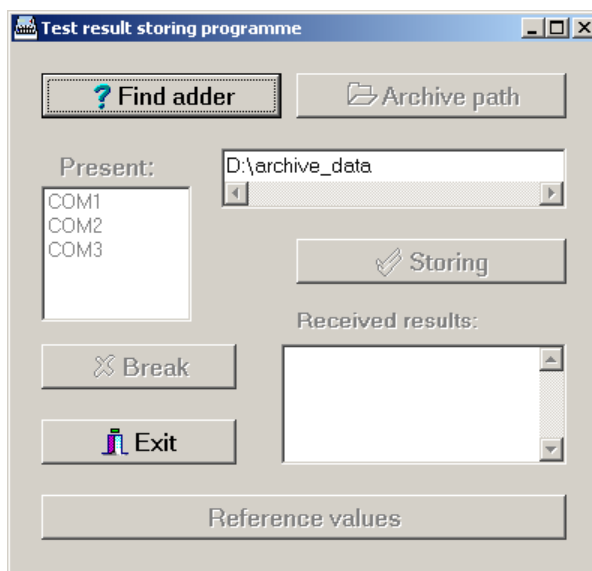 Test result storing programme
? Find adder
Archive path
Present:
D:\archive_data
COM1
COM2
COM3
Storing
Received results:
Break
Exit
Reference values